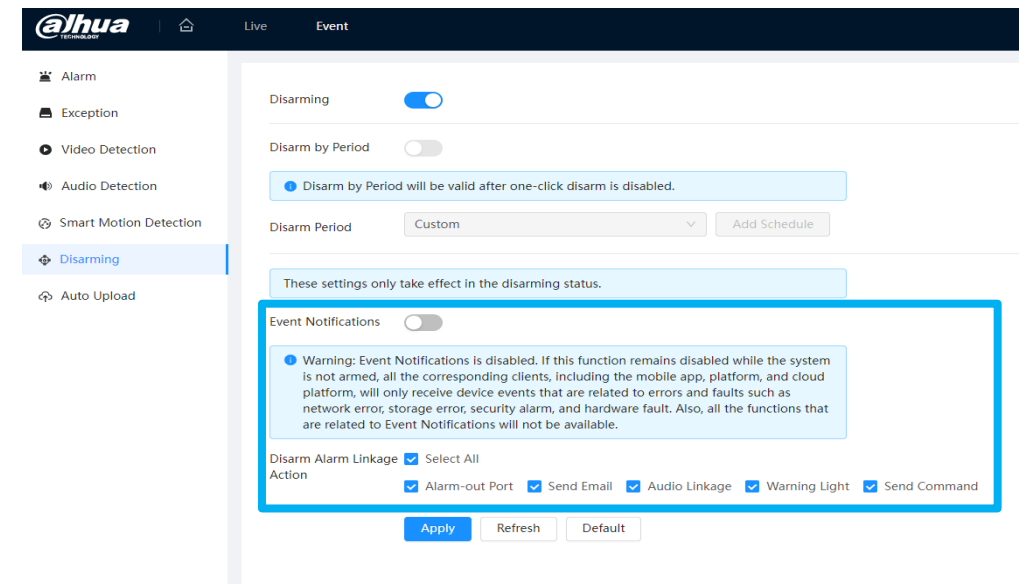 alhua
TECHNOLOGY
Live
Event
Alarm
Exception
Video Detection
Audio Detection
Smart Motion Detection
Disarming
Auto Upload
Disarming
Disarm by Period
Disarm by Period will be valid after one-click disarm is disabled.
Disarm Period
Custom
Add Schedule
These settings only take effect in the disarming status.
Event Notifications
Warning: Event Notifications is disabled. If this function remains disabled while the system
is not armed, all the corresponding clients, including the mobile app, platform, and cloud
platform, will only receive device events that are related to errors and faults such as
network error, storage error, security alarm, and hardware fault. Also, all the functions that
are related to Event Notifications will not be available.
Disarm Alarm Linkage
Action
Select All
Alarm-out Port
Send Email
Audio Linkage
Warning Light
Send Command
Apply
Refresh
Default